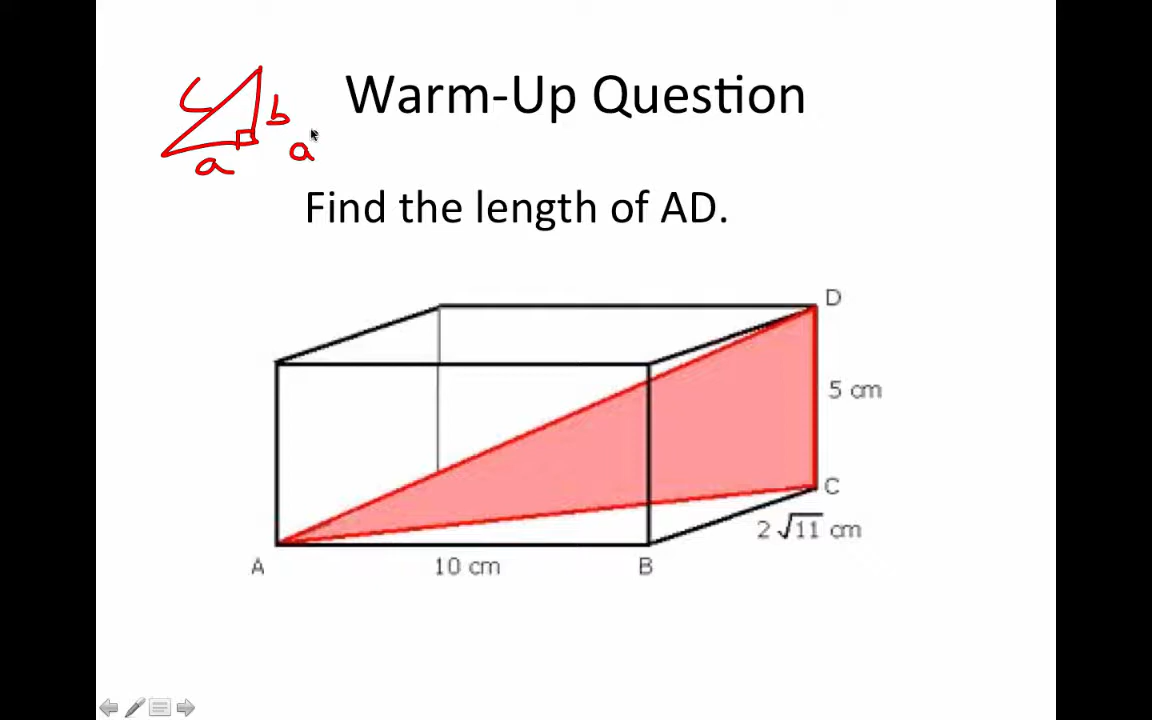 Warm-Up Question
c
b
a
a
Find the length of AD.
D
5 cm
C
2 √11 cm
A
10 cm
B